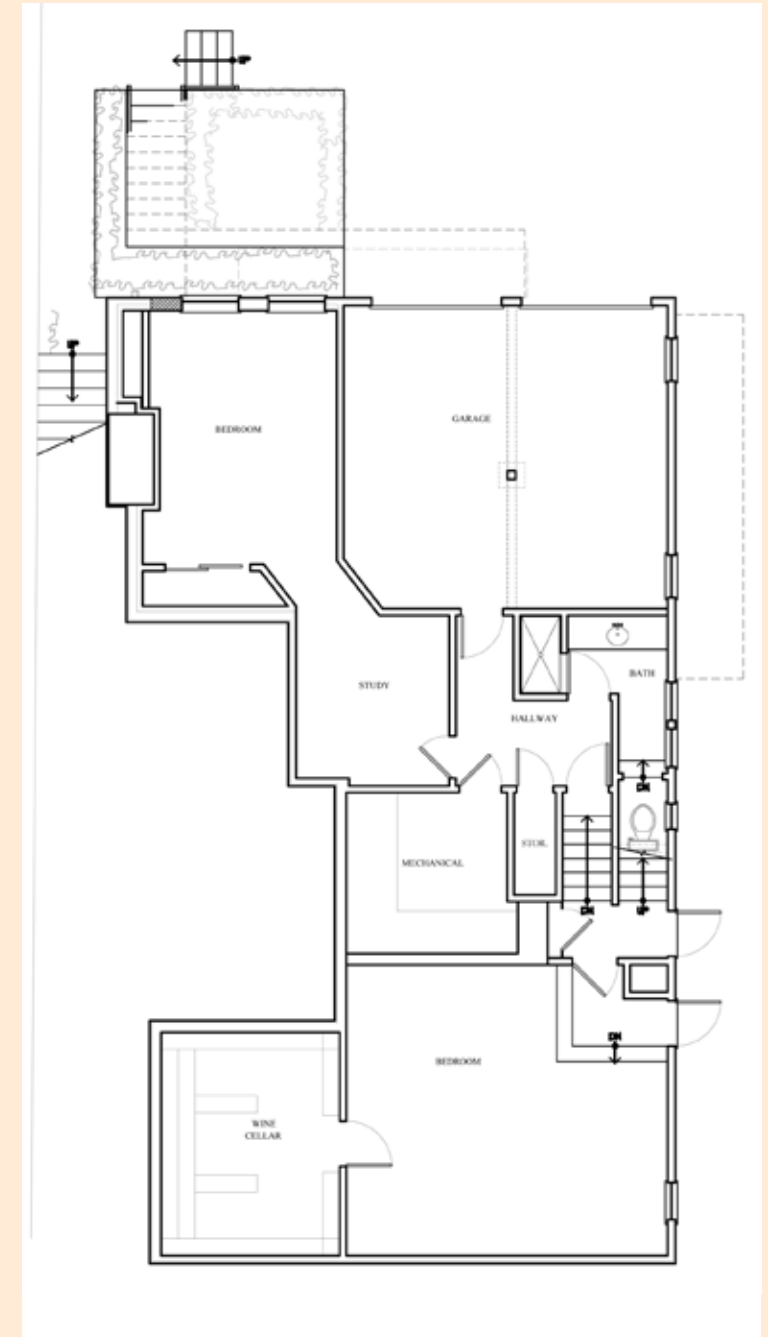 UP
UP
BEDROOM
GARAGE
STUDY
BATH
HALLWAY
DN
STOR.
MECHANICAL
DN
UP
DN
BEDROOM
WINE
CELLAR